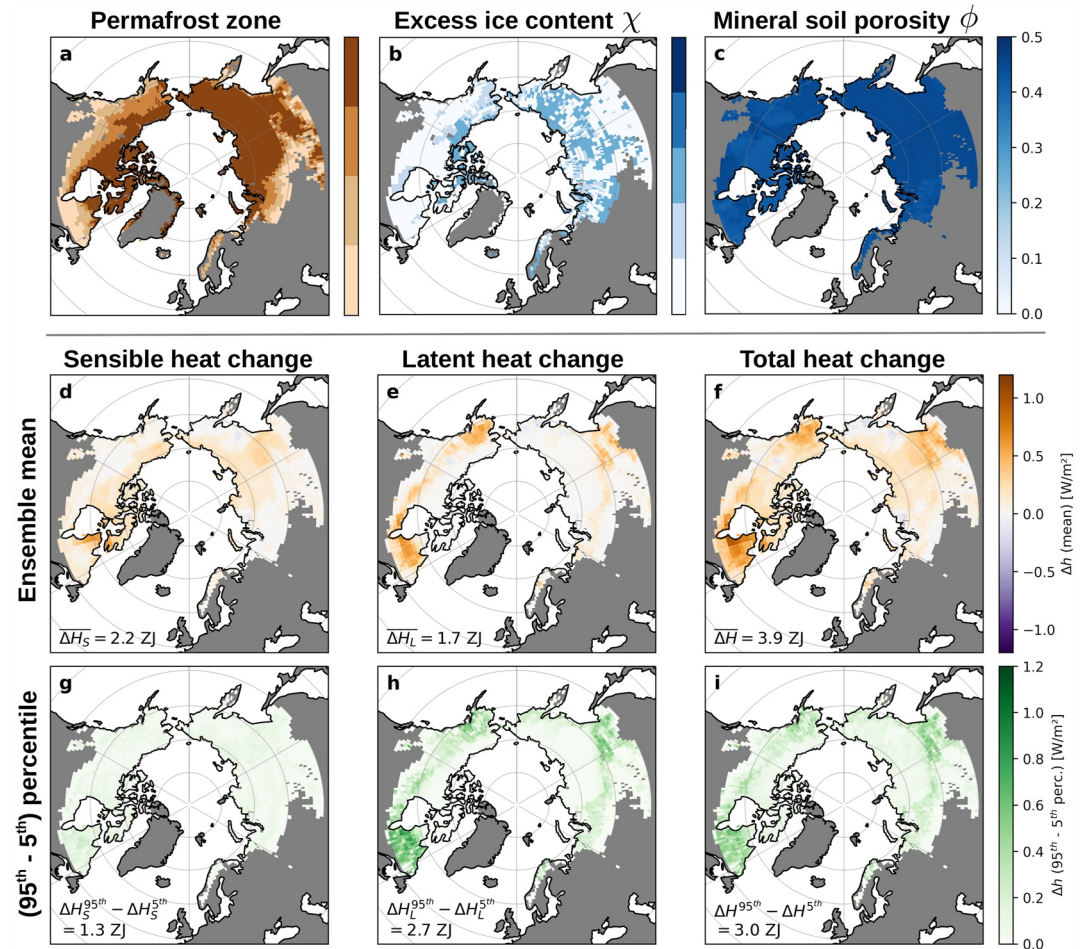 Permafrost zone
Excess ice content χ
Mineral soil porosity ϕ
a
b
c
0.5
0.4
0.3
0.2
0.1
0.0
Sensible heat change
Latent heat change
Total heat change
Ensemble mean
d
e
f
1.0
0.5
0.0
−0.5
−1.0
Δh (mean) [W/m²]
ΔH̅_S = 2.2 ZJ
ΔH̅_L = 1.7 ZJ
ΔH̅ = 3.9 ZJ
(95ᵗʰ - 5ᵗʰ) percentile
g
h
i
1.2
1.0
0.8
0.6
0.4
0.2
0.0
Δh (95ᵗʰ - 5ᵗʰ perc.) [W/m²]
ΔH_S^95th − ΔH_S^5th
= 1.3 ZJ
ΔH_L^95th − ΔH_L^5th
= 2.7 ZJ
ΔH^95th − ΔH^5th
= 3.0 ZJ